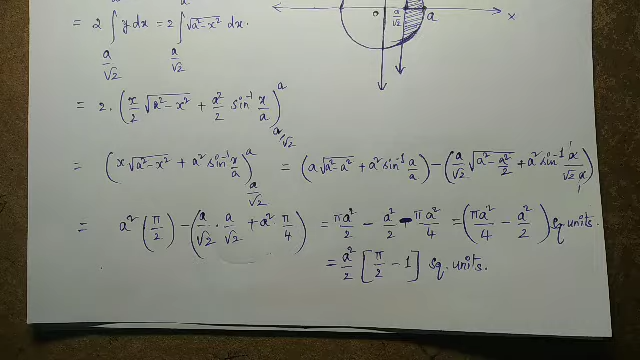 = 2 ∫_{a/√2}^{a} y dx = 2 ∫_{a/√2}^{a} √(a²-x²) dx.
O a/√2 a x
= 2. (x/2 √(a²-x²) + a²/2 sin⁻¹ x/a)_{a/√2}^{a}
= (x √(a²-x²) + a² sin⁻¹ x/a)_{a/√2}^{a} = (a√(a²-a²) + a² sin⁻¹ a/a) - (a/√2 √(a²-a²/2) + a² sin⁻¹ a/√2 a)
= a² (π/2) - (a/√2 . a/√2 + a² . π/4) = πa²/2 - a²/2 - πa²/4 = (πa²/4 - a²/2) sq units.
= a²/2 [π/2 - 1] sq. units.